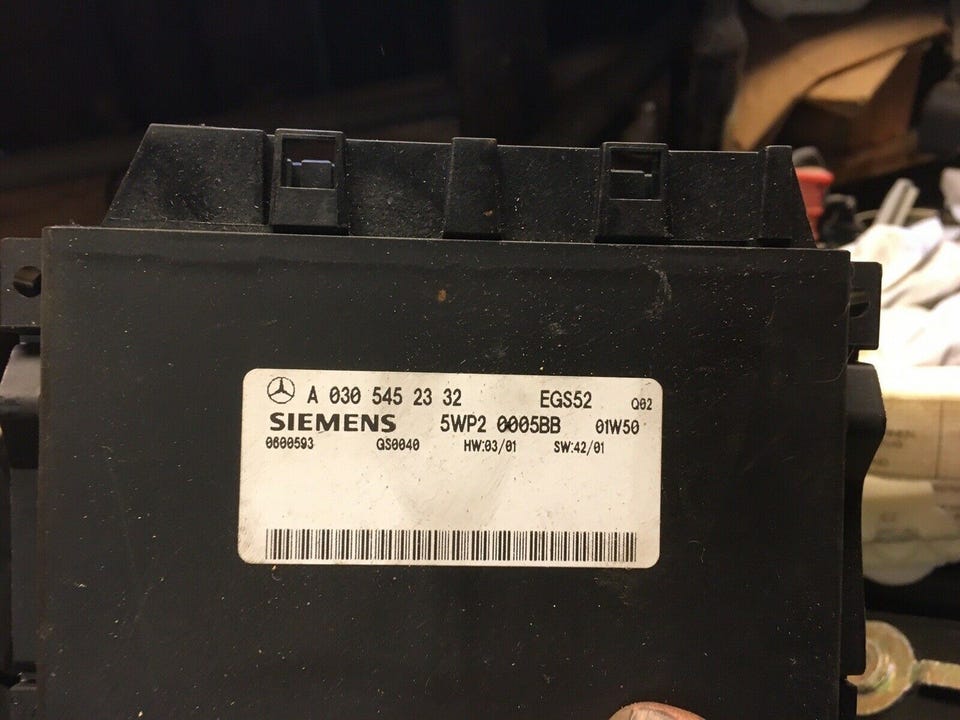 A 030 545 23 32 EGS52 Q02
SIEMENS 5WP2 0005BB 01W50
0600593 GS0040 HW:03/01 SW:42/01